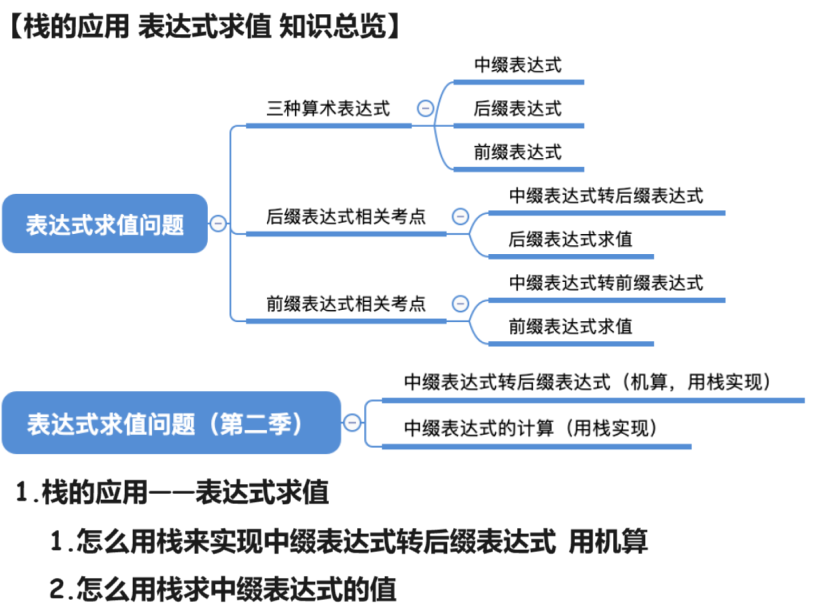 【栈的应用 表达式求值 知识总览】
中缀表达式
三种算术表达式
后缀表达式
前缀表达式
中缀表达式转后缀表达式
后缀表达式相关考点
表达式求值问题
后缀表达式求值
中缀表达式转前缀表达式
前缀表达式相关考点
前缀表达式求值
中缀表达式转后缀表达式（机算，用栈实现）
表达式求值问题（第二季）
中缀表达式的计算（用栈实现）
1.栈的应用——表达式求值
1.怎么用栈来实现中缀表达式转后缀表达式 用机算
2.怎么用栈求中缀表达式的值